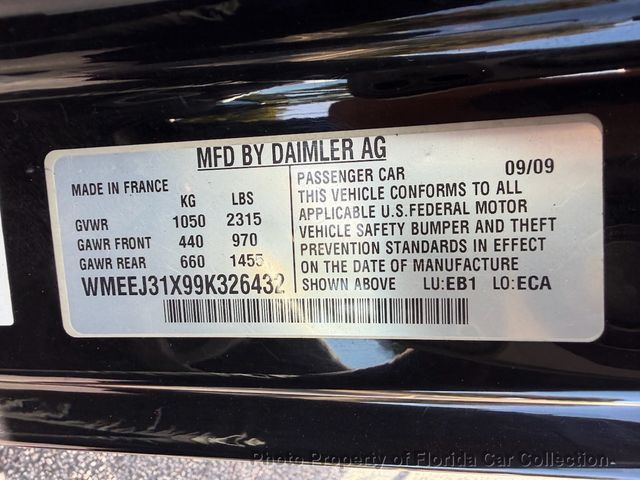 MFD BY DAIMLER AG
MADE IN FRANCE
KG LBS
GVWR 1050 2315
GAWR FRONT 440 970
GAWR REAR 660 1455
WMEEJ31X99K326432
PASSENGER CAR 09/09
THIS VEHICLE CONFORMS TO ALL
APPLICABLE U.S.FEDERAL MOTOR
VEHICLE SAFETY BUMPER AND THEFT
PREVENTION STANDARDS IN EFFECT
ON THE DATE OF MANUFACTURE
SHOWN ABOVE LU:EB1 LO:ECA
Photo Property of Florida Car Collection.